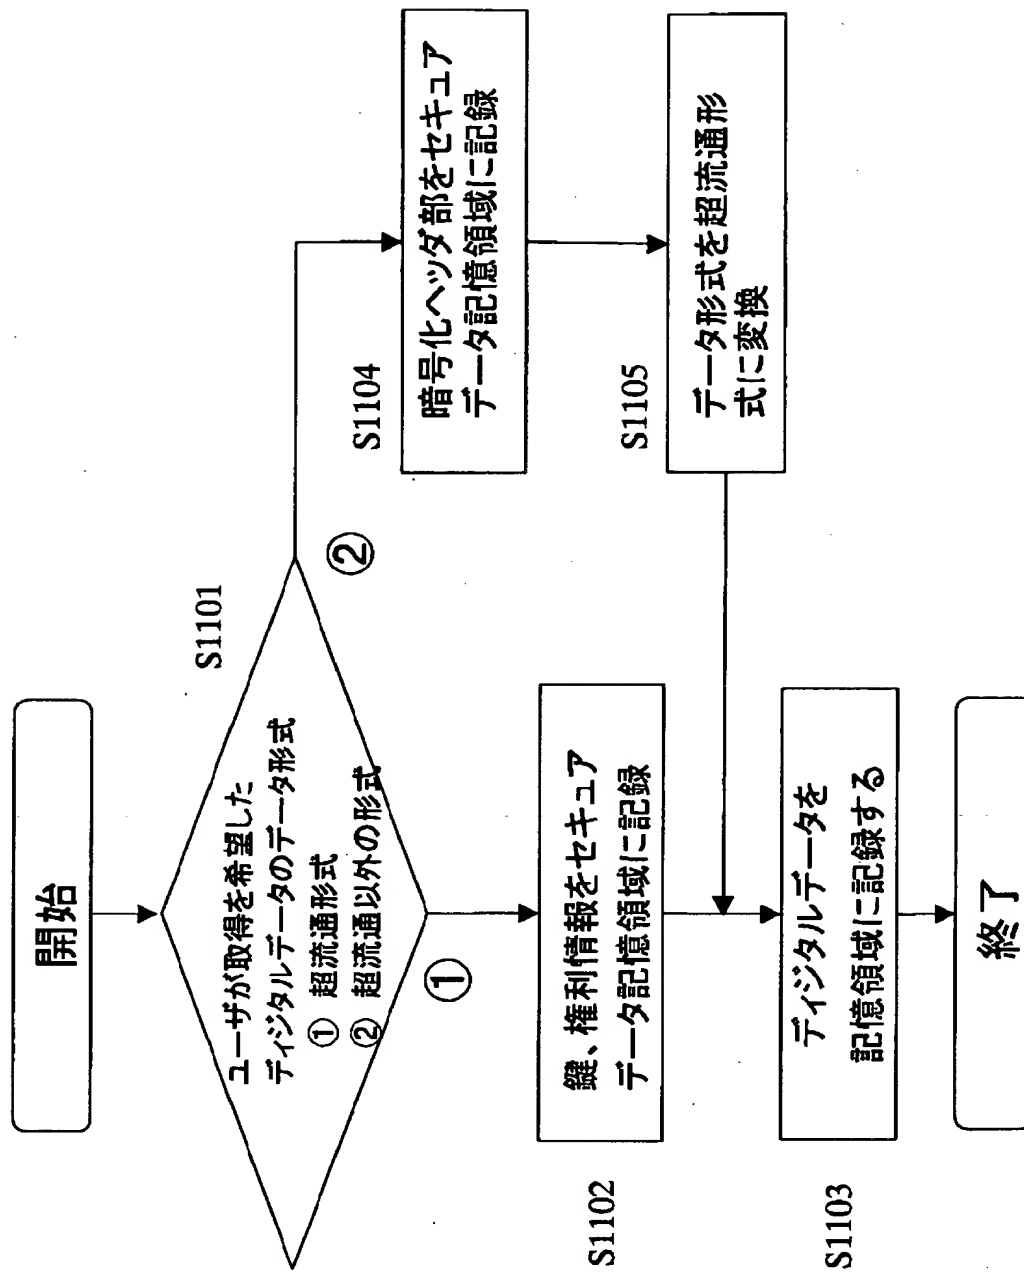 開始
S1101
ユーザが取得を希望した
ディジタルデータのデータ形式
① 超流通形式
② 超流通以外の形式
①
②
S1102
鍵、権利情報をセキュア
データ記憶領域に記録
S1104
暗号化ヘッダ部をセキュア
データ記憶領域に記録
S1105
データ形式を超流通形
式に変換
S1103
ディジタルデータを
記憶領域に記録する
終了